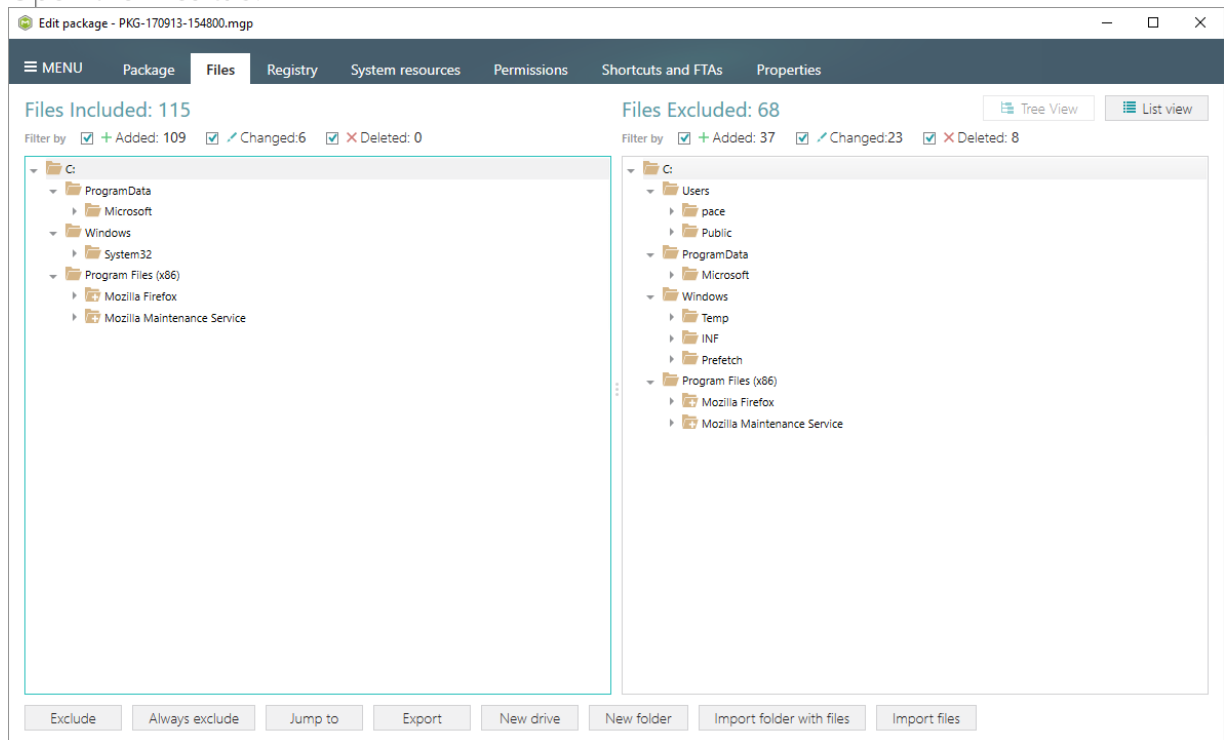 Edit package - PKG-170913-154800.mgp
MENU Package Files Registry System resources Permissions Shortcuts and FTAs Properties
Files Included: 115
Filter by Added: 109 Changed:6 Deleted: 0
C:
ProgramData
Microsoft
Windows
System32
Program Files (x86)
Mozilla Firefox
Mozilla Maintenance Service
Files Excluded: 68
Tree View List view
Filter by Added: 37 Changed:23 Deleted: 8
C:
Users
pace
Public
ProgramData
Microsoft
Windows
Temp
INF
Prefetch
Program Files (x86)
Mozilla Firefox
Mozilla Maintenance Service
Exclude Always exclude Jump to Export New drive New folder Import folder with files Import files